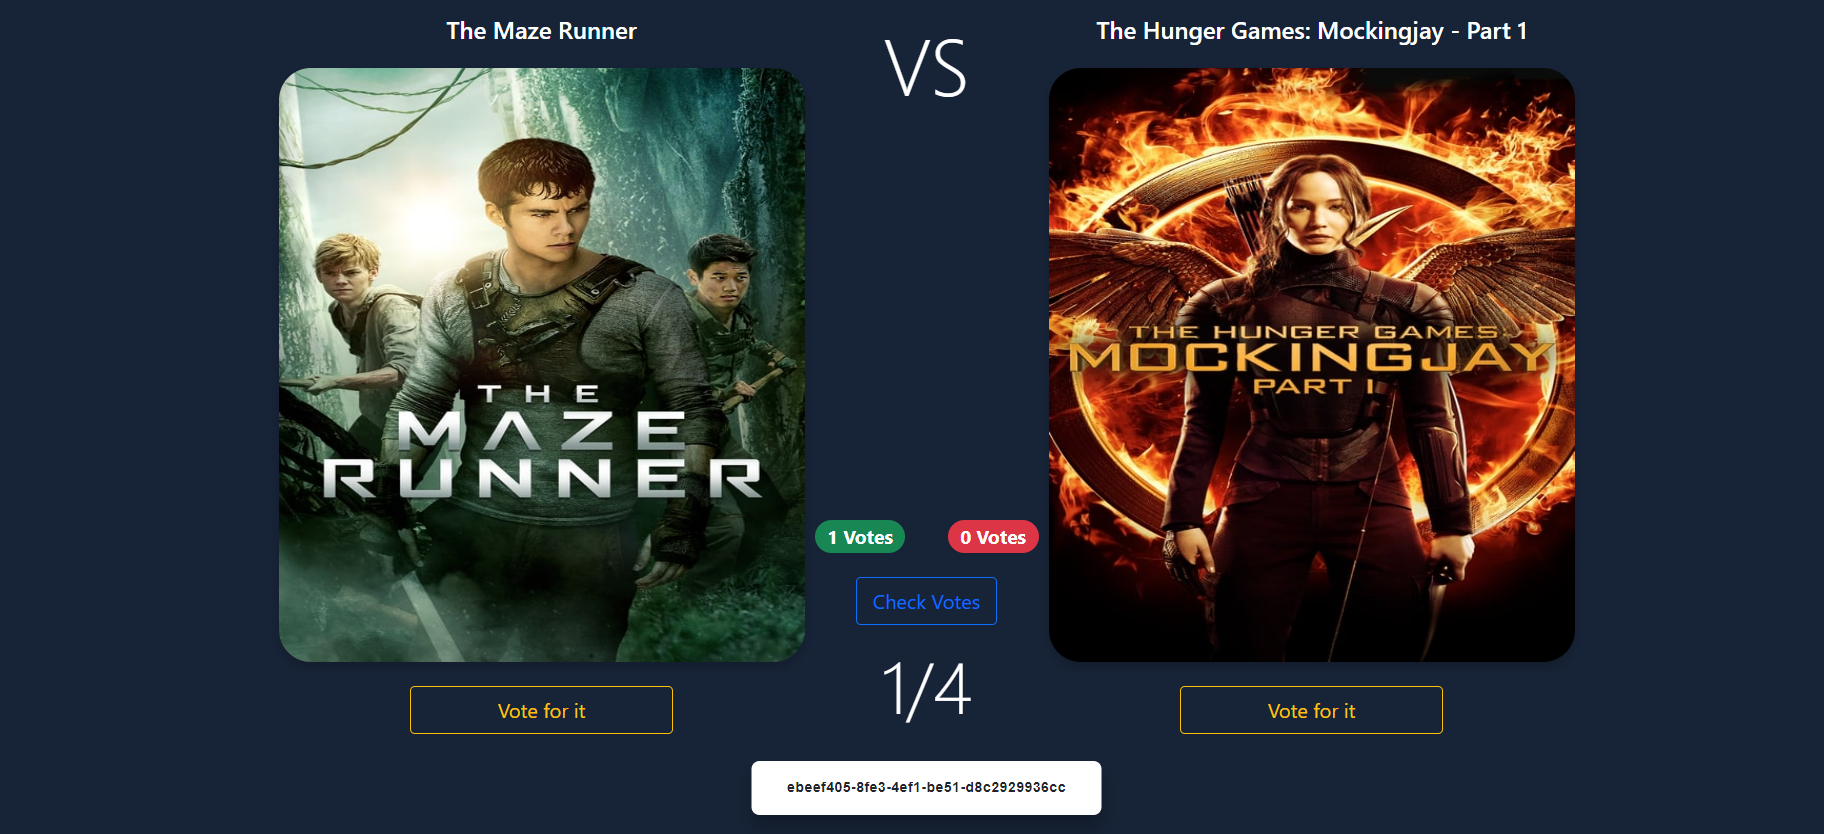 The Maze Runner
VS
The Hunger Games: Mockingjay - Part 1
THE
MAZE
RUNNER
THE HUNGER GAMES:
MOCKINGJAY
PART 1
1 Votes
0 Votes
Check Votes
1/4
Vote for it
Vote for it
ebeef405-8fe3-4ef1-be51-d8c2929936cc